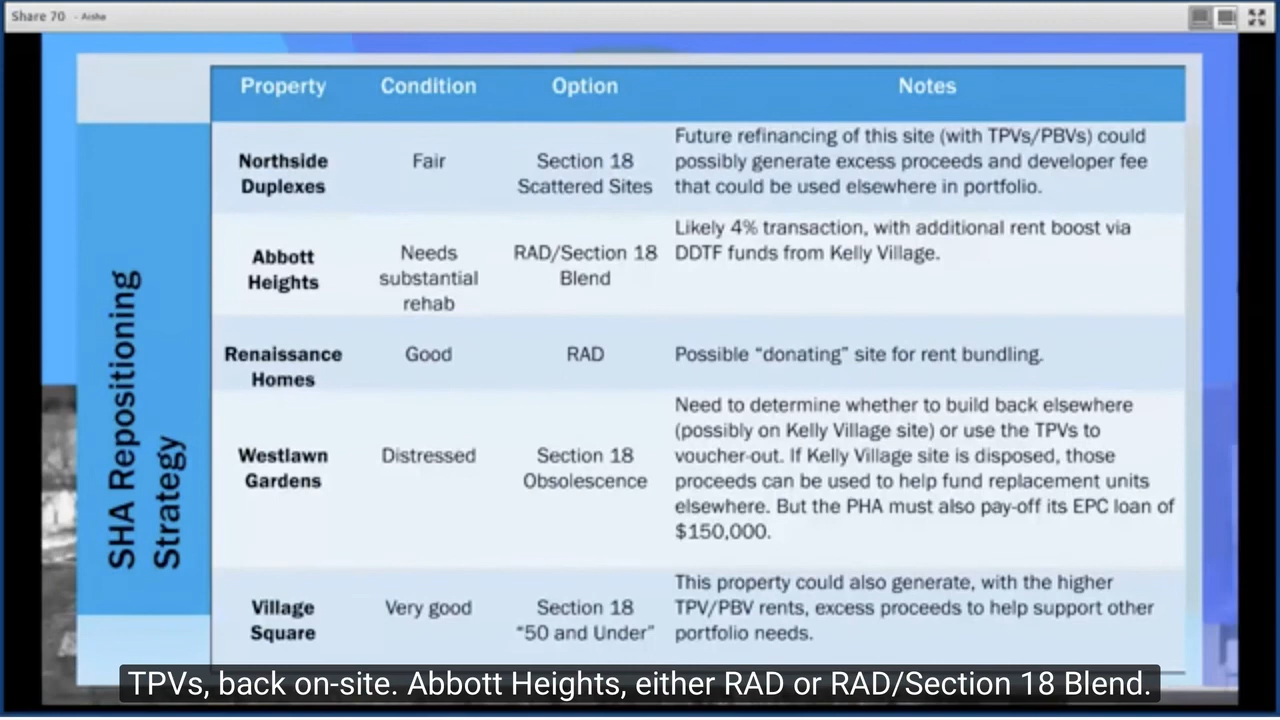 Share 70 - Aisha
SHA Repositioning
Strategy
Property Condition Option Notes
Northside
Duplexes
Fair
Section 18
Scattered Sites
Future refinancing of this site (with TPVs/PBVs) could
possibly generate excess proceeds and developer fee
that could be used elsewhere in portfolio.
Abbott
Heights
Needs
substantial
rehab
RAD/Section 18
Blend
Likely 4% transaction, with additional rent boost via
DDTF funds from Kelly Village.
Renaissance
Homes
Good
RAD
Possible “donating” site for rent bundling.
Westlawn
Gardens
Distressed
Section 18
Obsolescence
Need to determine whether to build back elsewhere
(possibly on Kelly Village site) or use the TPVs to
voucher-out. If Kelly Village site is disposed, those
proceeds can be used to help fund replacement units
elsewhere. But the PHA must also pay-off its EPC loan of
$150,000.
Village
Square
Very good
Section 18
“50 and Under”
This property could also generate, with the higher
TPV/PBV rents, excess proceeds to help support other
portfolio needs.
TPVs, back on-site. Abbott Heights, either RAD or RAD/Section 18 Blend.